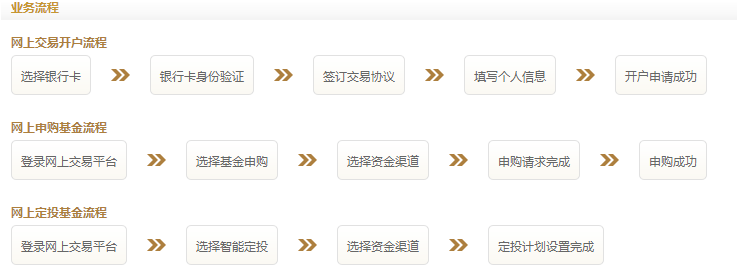 业务流程
网上交易开户流程
选择银行卡 银行卡身份验证 签订交易协议 填写个人信息 开户申请成功
网上申购基金流程
登录网上交易平台 选择基金申购 选择资金渠道 申购请求完成 申购成功
网上定投基金流程
登录网上交易平台 选择智能定投 选择资金渠道 定投计划设置完成